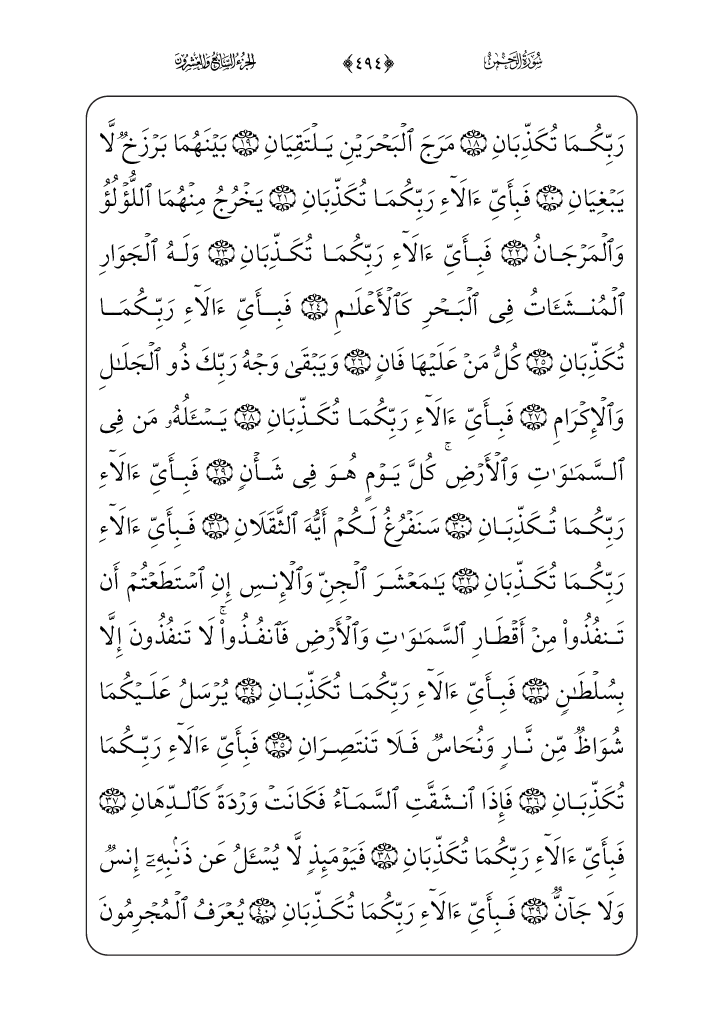 سُورَةُ الرَّحْمَٰن ﴿٤٩٤﴾ الجُزْءُ السَّابِعُ وَالعِشْرُونَ
رَبِّكُمَا تُكَذِّبَانِ ١٨ مَرَجَ ٱلْبَحْرَيْنِ يَلْتَقِيَانِ ١٩ بَيْنَهُمَا بَرْزَخٌ لَّا
يَبْغِيَانِ ٢٠ فَبِأَيِّ ءَالَآءِ رَبِّكُمَا تُكَذِّبَانِ ٢١ يَخْرُجُ مِنْهُمَا ٱللُّؤْلُؤُ
وَٱلْمَرْجَانُ ٢٢ فَبِأَيِّ ءَالَآءِ رَبِّكُمَا تُكَذِّبَانِ ٢٣ وَلَهُ ٱلْجَوَارِ
ٱلْمُنشَـَٔاتُ فِى ٱلْبَحْرِ كَٱلْأَعْلَـٰمِ ٢٤ فَبِأَيِّ ءَالَآءِ رَبِّكُمَا
تُكَذِّبَانِ ٢٥ كُلُّ مَنْ عَلَيْهَا فَانٍ ٢٦ وَيَبْقَىٰ وَجْهُ رَبِّكَ ذُو ٱلْجَلَـٰلِ
وَٱلْإِكْرَامِ ٢٧ فَبِأَيِّ ءَالَآءِ رَبِّكُمَا تُكَذِّبَانِ ٢٨ يَسْـَٔلُهُۥ مَن فِى
ٱلسَّمَـٰوَٰتِ وَٱلْأَرْضِ ۚ كُلَّ يَوْمٍ هُوَ فِى شَأْنٍ ٢٩ فَبِأَيِّ ءَالَآءِ
رَبِّكُمَا تُكَذِّبَانِ ٣٠ سَنَفْرُغُ لَكُمْ أَيُّهَ ٱلثَّقَلَانِ ٣١ فَبِأَيِّ ءَالَآءِ
رَبِّكُمَا تُكَذِّبَانِ ٣٢ يَـٰمَعْشَرَ ٱلْجِنِّ وَٱلْإِنسِ إِنِ ٱسْتَطَعْتُمْ أَن
تَنفُذُوا۟ مِنْ أَقْطَارِ ٱلسَّمَـٰوَٰتِ وَٱلْأَرْضِ فَٱنفُذُوا۟ ۚ لَا تَنفُذُونَ إِلَّا
بِسُلْطَـٰنٍ ٣٣ فَبِأَيِّ ءَالَآءِ رَبِّكُمَا تُكَذِّبَانِ ٣٤ يُرْسَلُ عَلَيْكُمَا
شُوَاظٌ مِّن نَّارٍ وَنُحَاسٌ فَلَا تَنتَصِرَانِ ٣٥ فَبِأَيِّ ءَالَآءِ رَبِّكُمَا
تُكَذِّبَانِ ٣٦ فَإِذَا ٱنشَقَّتِ ٱلسَّمَآءُ فَكَانَتْ وَرْدَةً كَٱلدِّهَانِ ٣٧
فَبِأَيِّ ءَالَآءِ رَبِّكُمَا تُكَذِّبَانِ ٣٨ فَيَوْمَئِذٍ لَّا يُسْـَٔلُ عَن ذَنۢبِهِۦٓ إِنسٌ
وَلَا جَآنٌّ ٣٩ فَبِأَيِّ ءَالَآءِ رَبِّكُمَا تُكَذِّبَانِ ٤٠ يُعْرَفُ ٱلْمُجْرِمُونَ